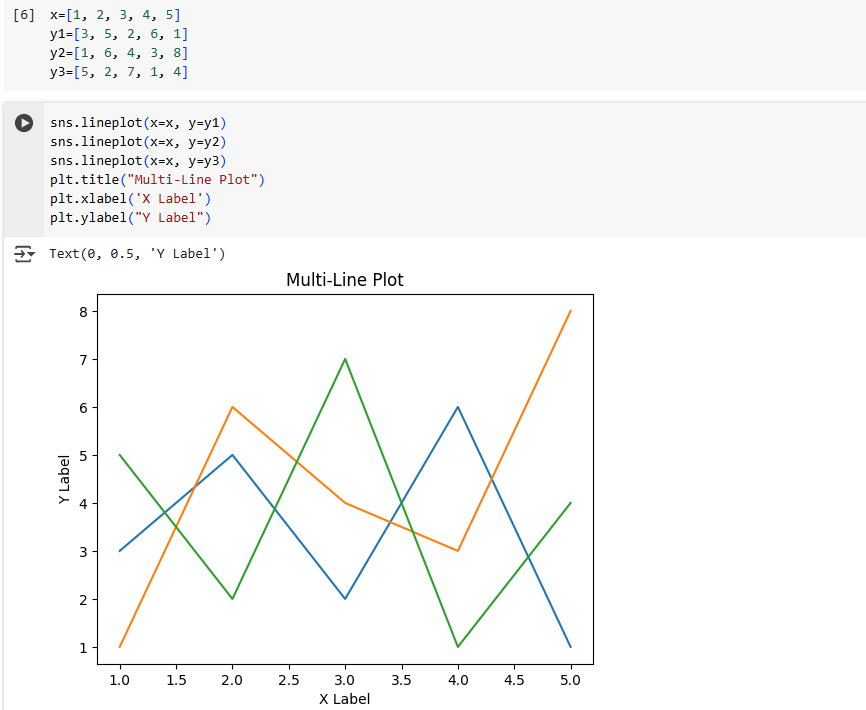 [6] x=[1, 2, 3, 4, 5]
y1=[3, 5, 2, 6, 1]
y2=[1, 6, 4, 3, 8]
y3=[5, 2, 7, 1, 4]
sns.lineplot(x=x, y=y1)
sns.lineplot(x=x, y=y2)
sns.lineplot(x=x, y=y3)
plt.title("Multi-Line Plot")
plt.xlabel('X Label')
plt.ylabel("Y Label")
Text(0, 0.5, 'Y Label')
Multi-Line Plot
8
7
6
5
4
3
2
1
Y Label
1.0 1.5 2.0 2.5 3.0 3.5 4.0 4.5 5.0
X Label